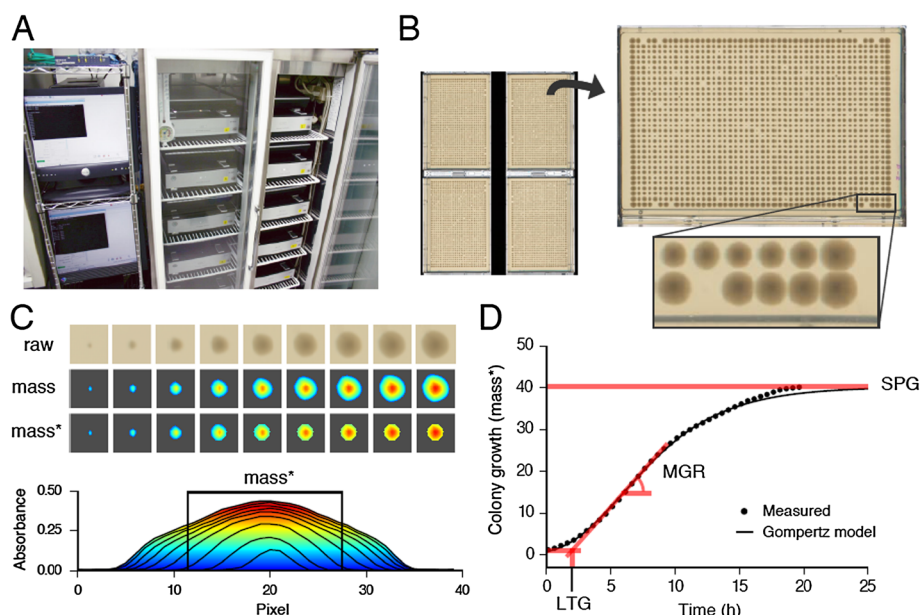 A
B
C
raw
mass
mass*
mass*
Absorbance
0.50
0.25
0.00
0
10
20
30
40
Pixel
D
Colony growth (mass*)
50
40
30
20
10
0
SPG
MGR
Measured
Gompertz model
0
5
10
15
20
25
LTG
Time (h)